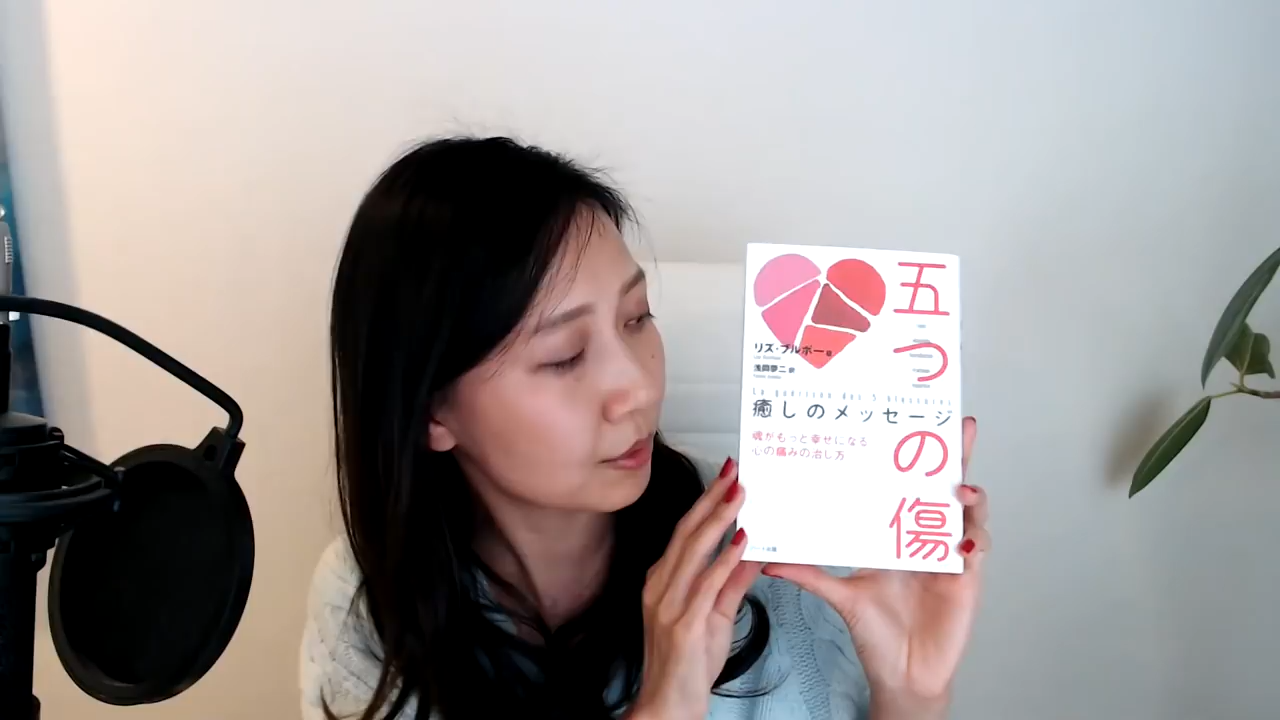 五つの傷
リズ・ブルボー 著
浅岡夢二 訳
La guérison des 5 blessures
癒しのメッセージ
魂がもっと幸せになる
心の痛みの治し方